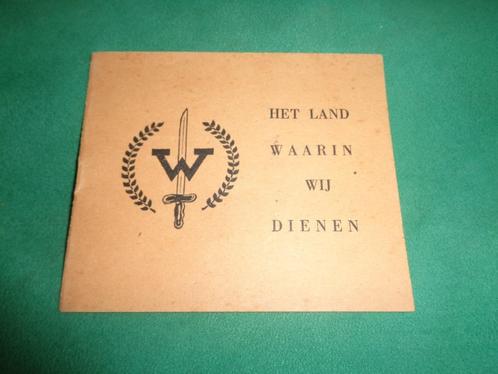 W
HET LAND
WAARIN
WIJ
DIENEN